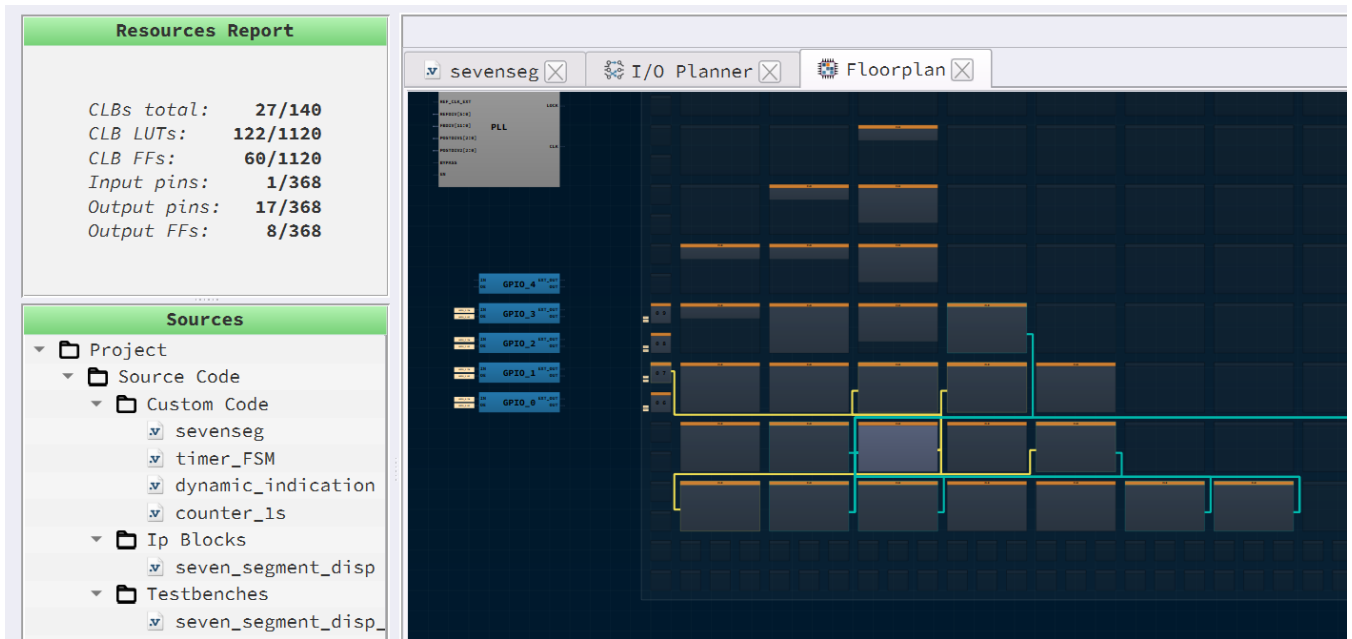 Resources Report
CLBs total: 27/140
CLB LUTs: 122/1120
CLB FFs: 60/1120
Input pins: 1/368
Output pins: 17/368
Output FFs: 8/368
Sources
Project
Source Code
Custom Code
sevenseg
timer_FSM
dynamic_indication
counter_1s
Ip Blocks
seven_segment_disp
Testbenches
seven_segment_disp_
sevenseg
I/O Planner
Floorplan
PLL
LOCK
CLK
BYPASS
GPIO_4
GPIO_3
GPIO_2
GPIO_1
GPIO_0